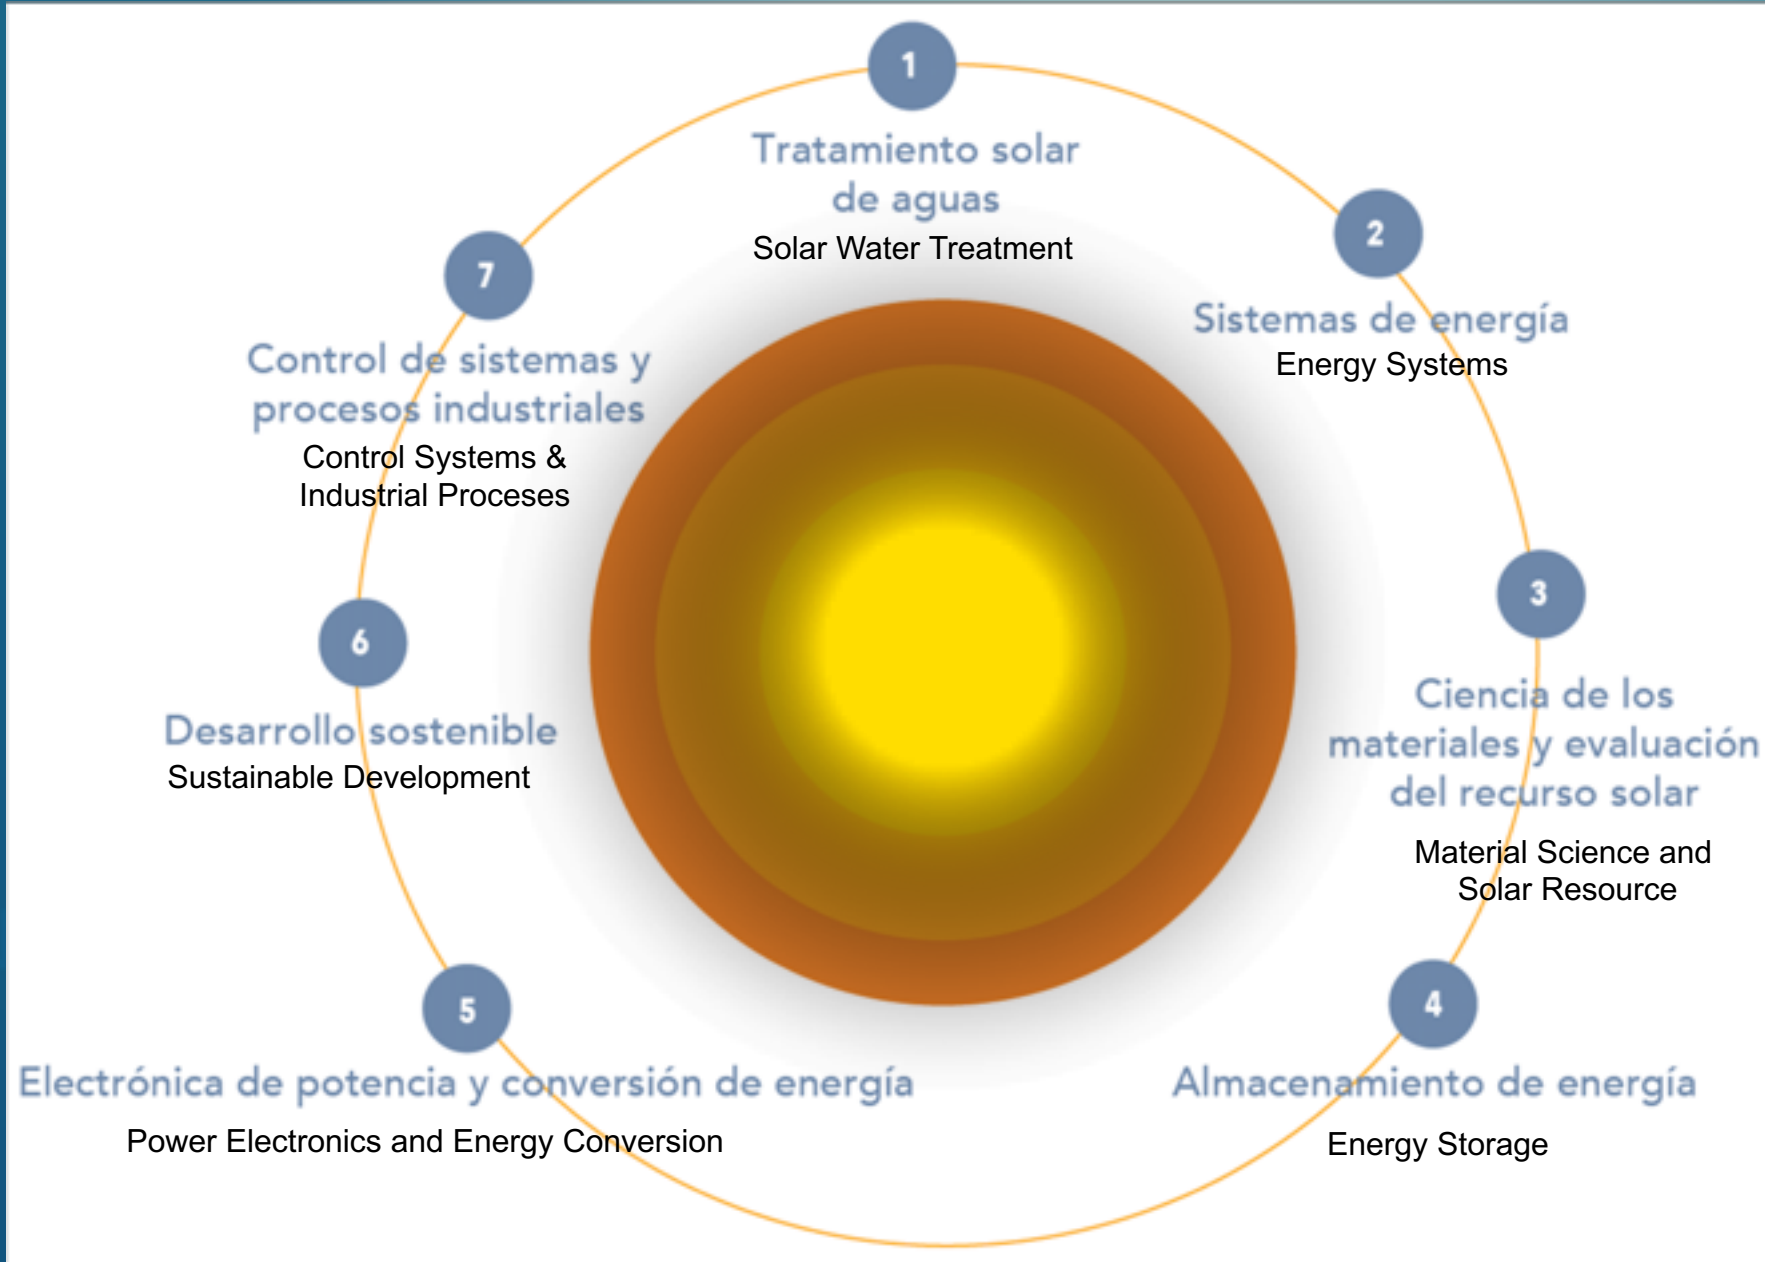 1
Tratamiento solar
de aguas
Solar Water Treatment
2
Sistemas de energía
Energy Systems
3
Ciencia de los
materiales y evaluación
del recurso solar
Material Science and
Solar Resource
4
Almacenamiento de energía
Energy Storage
5
Electrónica de potencia y conversión de energía
Power Electronics and Energy Conversion
6
Desarrollo sostenible
Sustainable Development
7
Control de sistemas y
procesos industriales
Control Systems &
Industrial Proceses